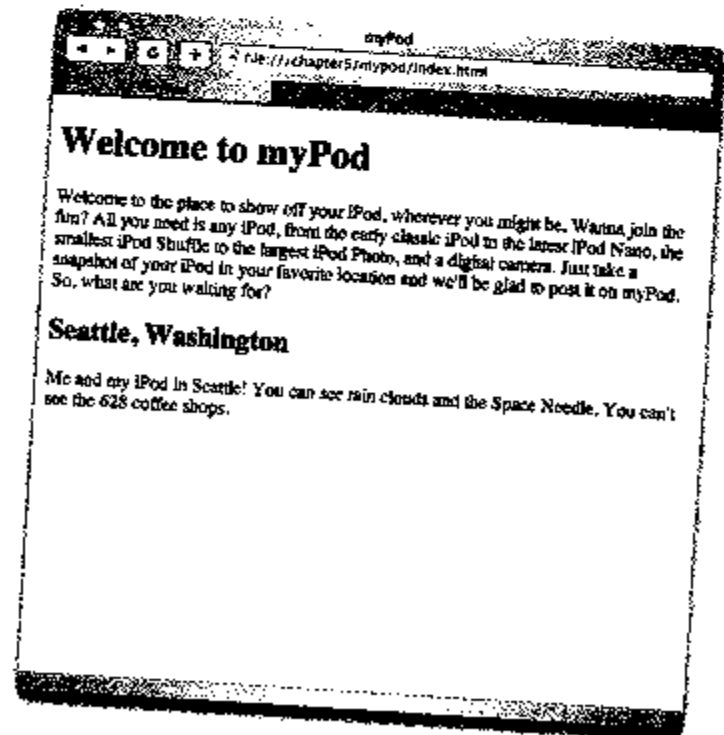 myPod
file:///chapter5/mypod/index.html
Welcome to myPod
Welcome to the place to show off your iPod, wherever you might be. Wanna join the
fun? All you need is any iPod, from the early classic iPod to the latest iPod Nano, the
smallest iPod Shuffle to the largest iPod Photo, and a digital camera. Just take a
snapshot of your iPod in your favorite location and we'll be glad to post it on myPod.
So, what are you waiting for?
Seattle, Washington
Me and my iPod in Seattle! You can see rain clouds and the Space Needle. You can't
see the 628 coffee shops.